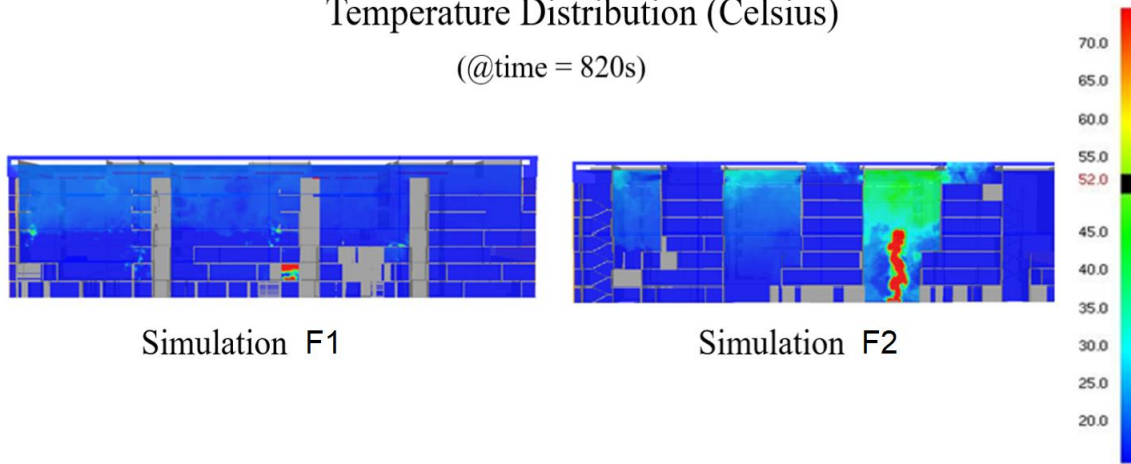 Temperature Distribution (Celsius)
(@time = 820s)
70.0
65.0
60.0
55.0
52.0
45.0
40.0
35.0
30.0
25.0
20.0
Simulation F1
Simulation F2